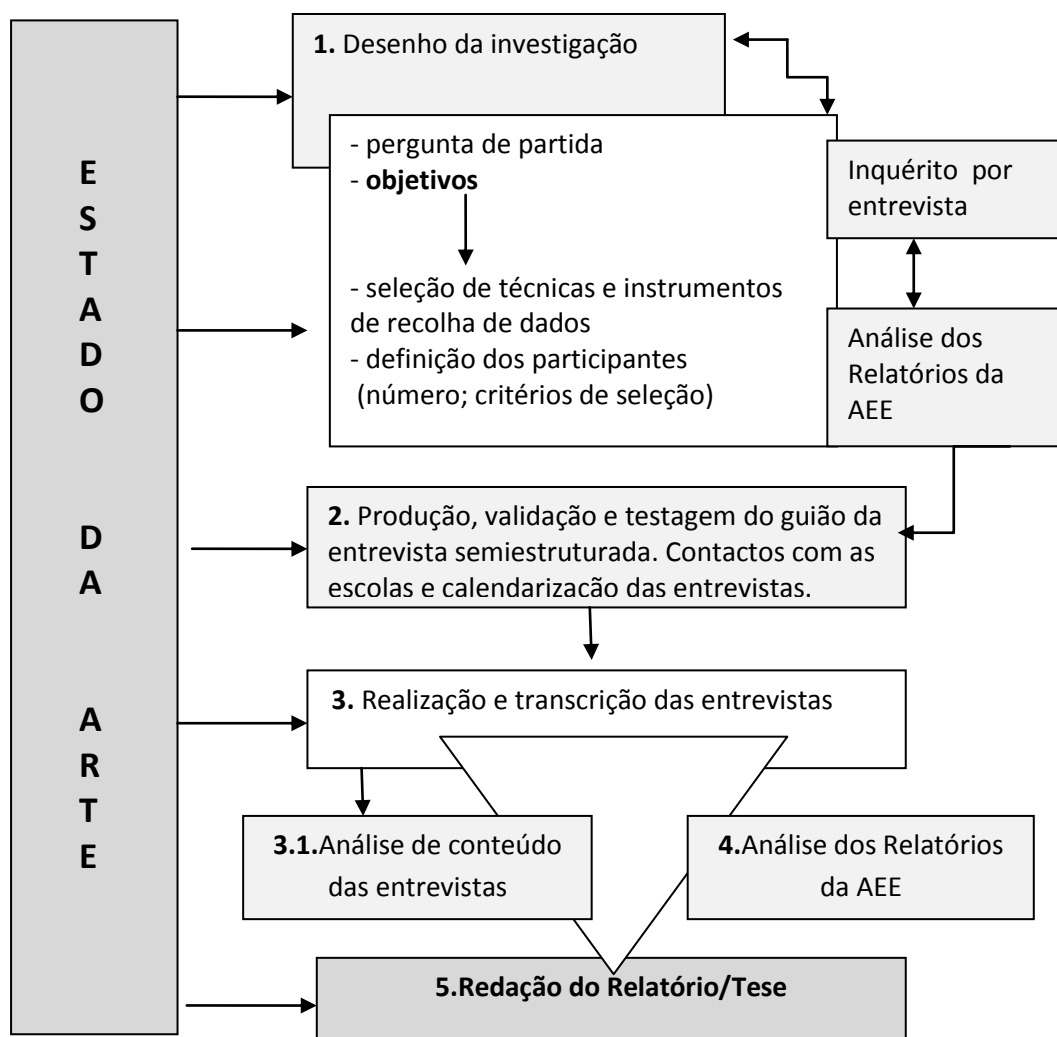 ESTADO DA ARTE
1. Desenho da investigação
- pergunta de partida
- objetivos
- seleção de técnicas e instrumentos
de recolha de dados
- definição dos participantes
(número; critérios de seleção)
Inquérito por
entrevista
Análise dos
Relatórios da
AEE
2. Produção, validação e testagem do guião da
entrevista semiestruturada. Contactos com as
escolas e calendarização das entrevistas.
3. Realização e transcrição das entrevistas
3.1.Análise de conteúdo
das entrevistas
4.Análise dos Relatórios
da AEE
5.Redação do Relatório/Tese